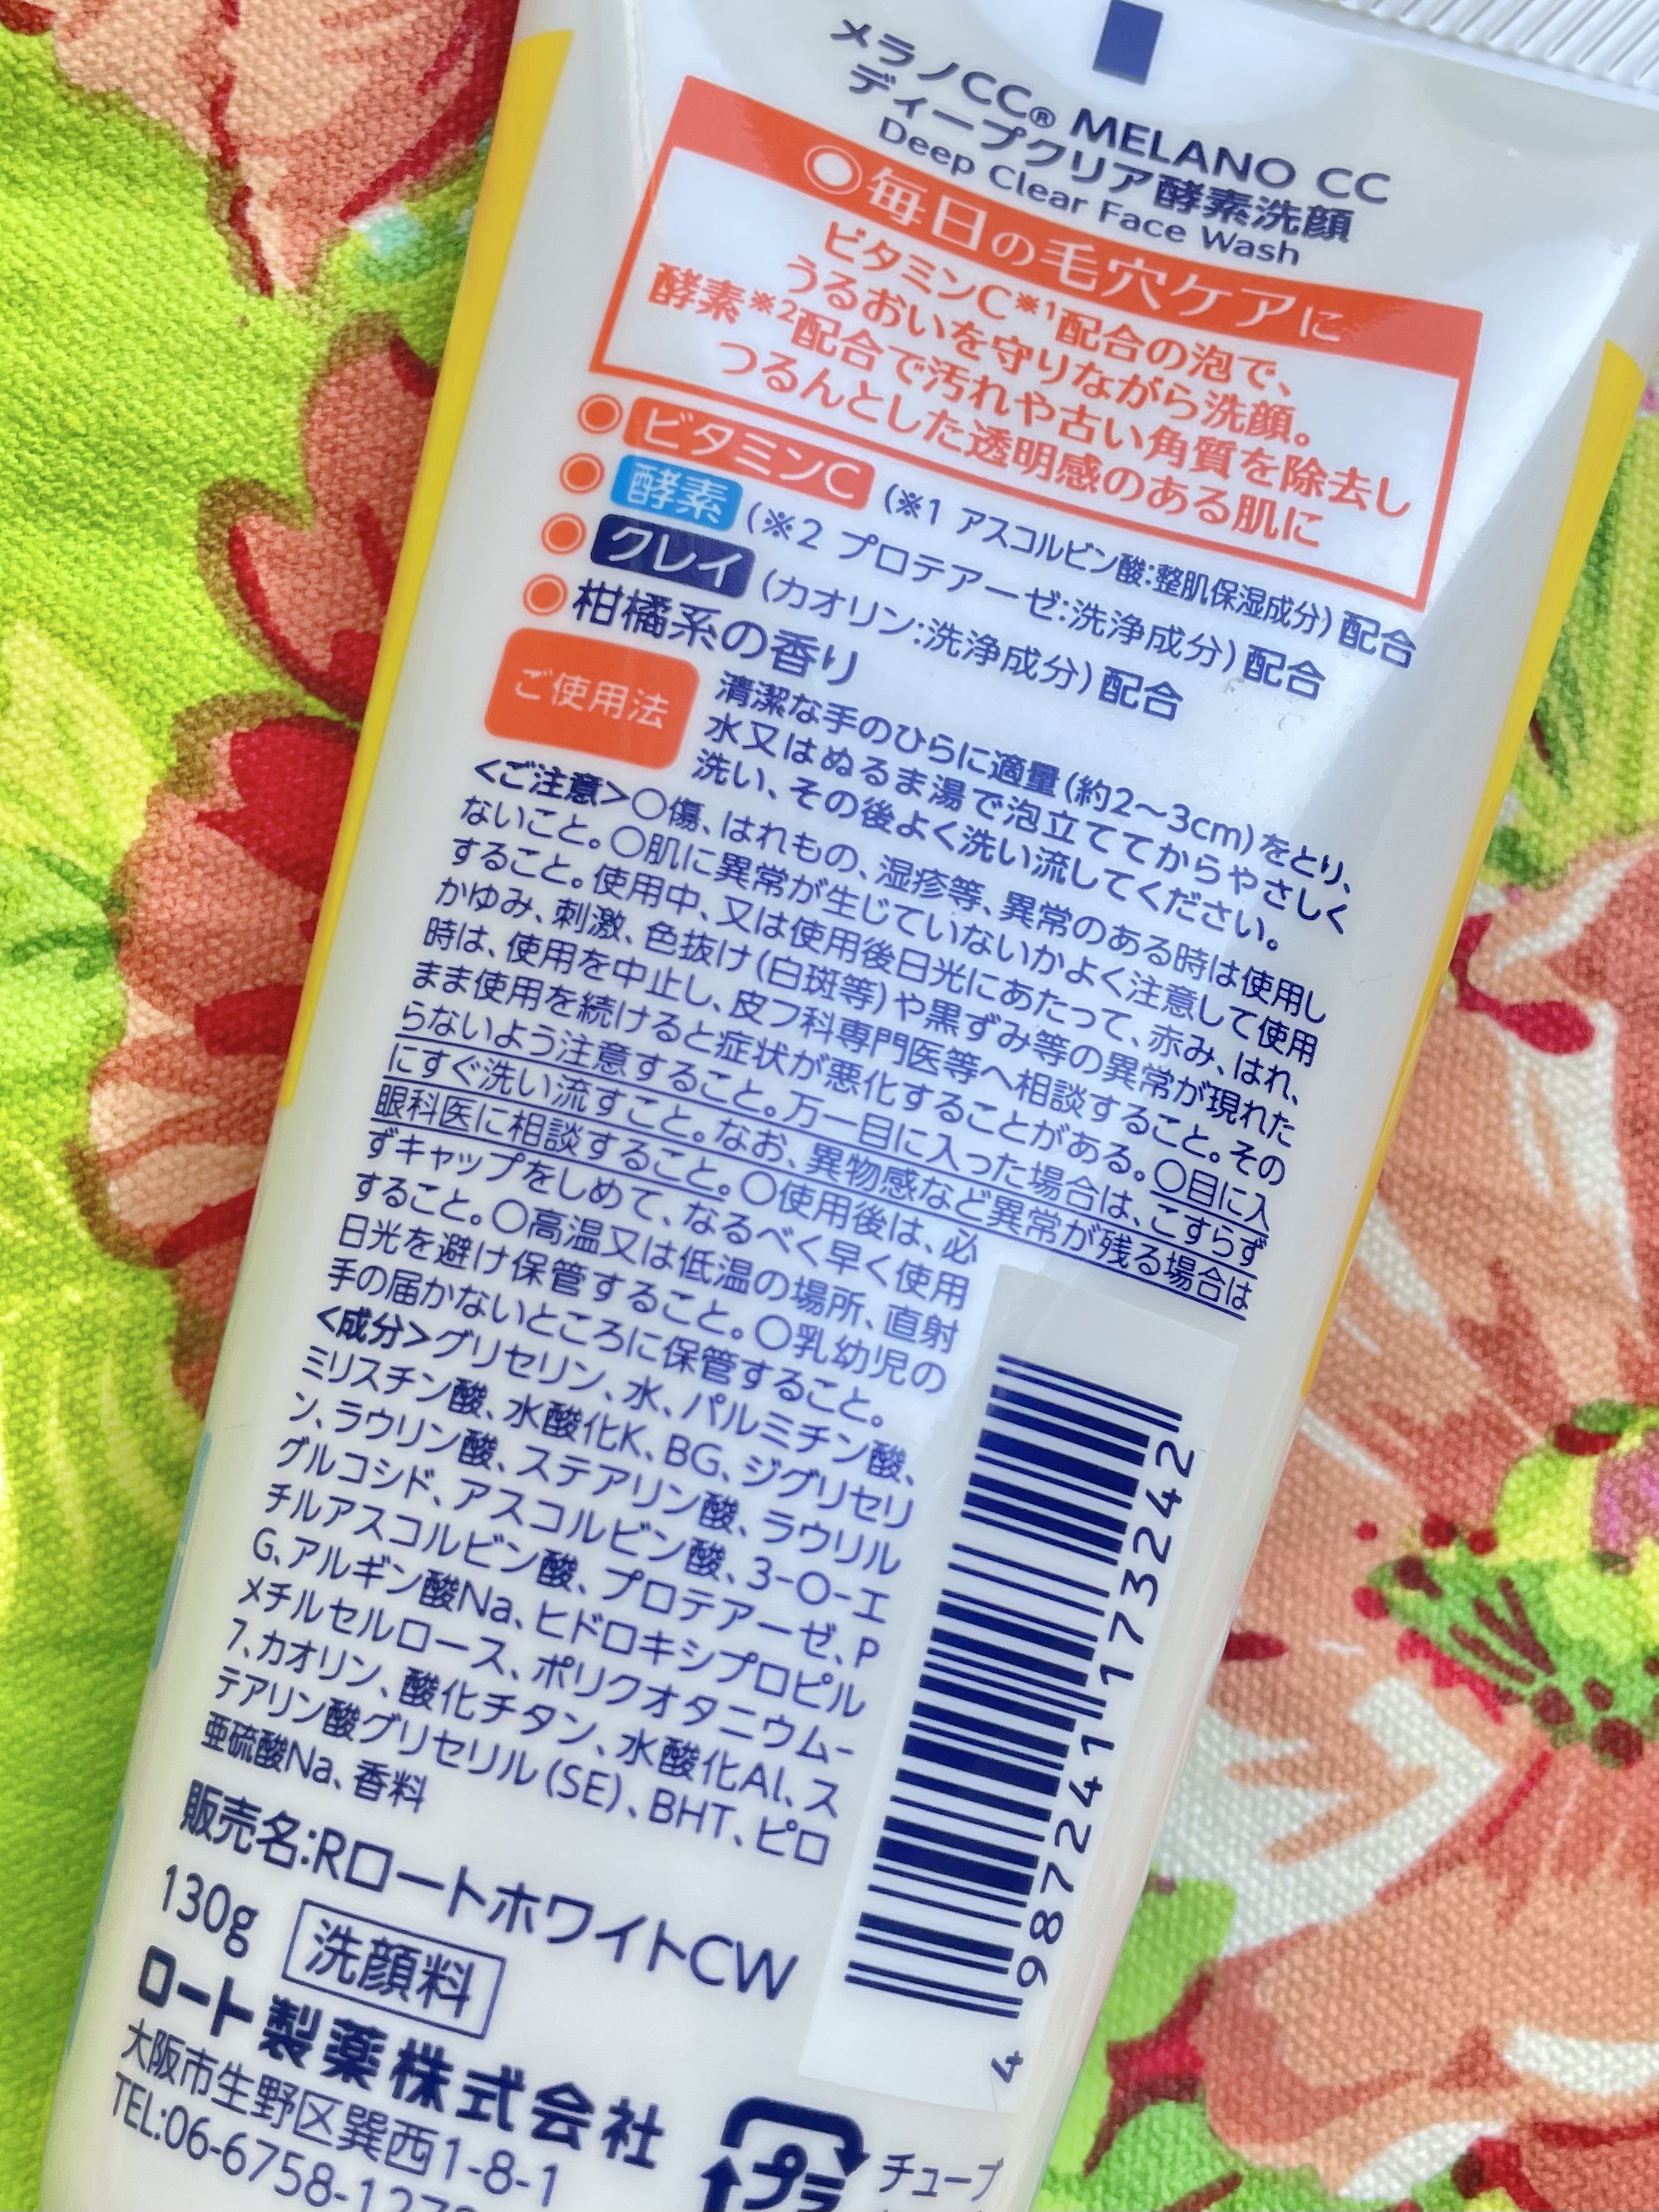 メラノCC® MELANO CC
ディープクリア酵素洗顔
Deep Clear Face Wash
◎毎日の毛穴ケアに
ビタミンC※1配合の泡で、
うるおいを守りながら洗顔。
酵素※2配合で汚れや古い角質を除去し
つるんとした透明感のある肌に
◉ビタミンC (※1 アスコルビン酸:整肌保湿成分) 配合
◉酵素 (※2 プロテアーゼ:洗浄成分) 配合
◉クレイ (カオリン:洗浄成分) 配合
◉柑橘系の香り
ご使用法
清潔な手のひらに適量(約2〜3cm)をとり、
水又はぬるま湯で泡立ててからやさしく
洗い、その後よく洗い流してください。
<ご注意>〇傷、はれもの、湿疹等、異常のある時は使用し
ないこと。〇肌に異常が生じていないかよく注意して使用
すること。使用中、又は使用後日光にあたって、赤み、はれ、
かゆみ、刺激、色抜け(白斑等)や黒ずみ等の異常が現れた
時は、使用を中止し、皮フ科専門医等へ相談すること。その
まま使用を続けると症状が悪化することがある。〇目に入
らないよう注意すること。万一目に入った場合は、こすらず
にすぐ洗い流すこと。なお、異物感など異常が残る場合は
眼科医に相談すること。〇使用後は、必
ずキャップをしめて、なるべく早く使用
すること。〇高温又は低温の場所、直射
日光を避け保管すること。〇乳幼児の
手の届かないところに保管すること。
<成分>グリセリン、水、パルミチン酸、
ミリスチン酸、水酸化K、BG、ジグリセリ
ン、ラウリン酸、ステアリン酸、ラウリル
グルコシド、アスコルビン酸、3-O-エ
チルアスコルビン酸、プロテアーゼ、P
G、アルギン酸Na、ヒドロキシプロピル
メチルセルロース、ポリクオタニウム-
7、カオリン、酸化チタン、水酸化Al、ス
テアリン酸グリセリル(SE)、BHT、ピロ
亜硫酸Na、香料
4 987241 173242
販売名:RロートホワイトCW
130g 洗顔料
ロート製薬株式会社
大阪市生野区巽西1-8-1
TEL:06-6758-127
プラ
チューブ